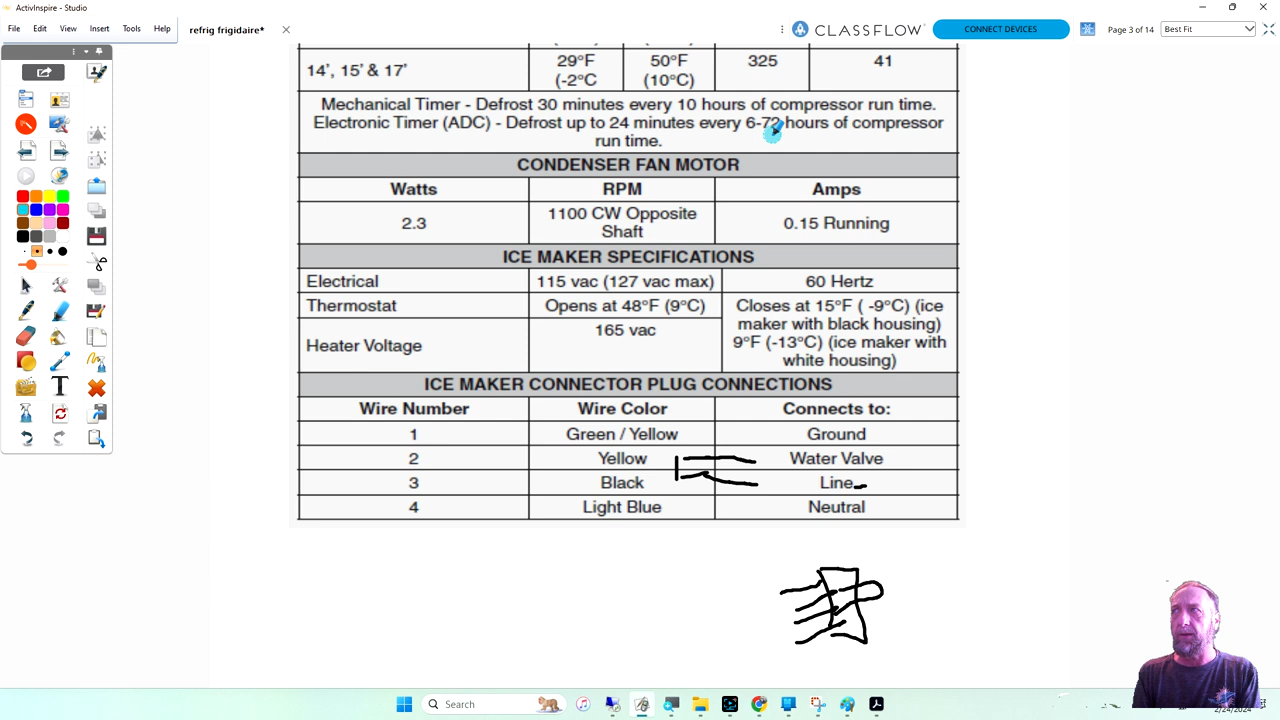 ActivInspire - Studio
File Edit View Insert Tools Help
refrig frigidaire*
CLASSFLOW
CONNECT DEVICES
Page 3 of 14
Best Fit
14', 15' & 17'
29°F
(-2°C
50°F
(10°C)
325
41
Mechanical Timer - Defrost 30 minutes every 10 hours of compressor run time.
Electronic Timer (ADC) - Defrost up to 24 minutes every 6-72 hours of compressor
run time.
CONDENSER FAN MOTOR
Watts RPM Amps
2.3
1100 CW Opposite
Shaft
0.15 Running
ICE MAKER SPECIFICATIONS
Electrical 115 vac (127 vac max) 60 Hertz
Thermostat Opens at 48°F (9°C)
Closes at 15°F ( -9°C) (ice
maker with black housing)
9°F (-13°C) (ice maker with
white housing)
Heater Voltage 165 vac
ICE MAKER CONNECTOR PLUG CONNECTIONS
Wire Number Wire Color Connects to:
1 Green / Yellow Ground
2 Yellow Water Valve
3 Black Line
4 Light Blue Neutral
Search
2/24/2024